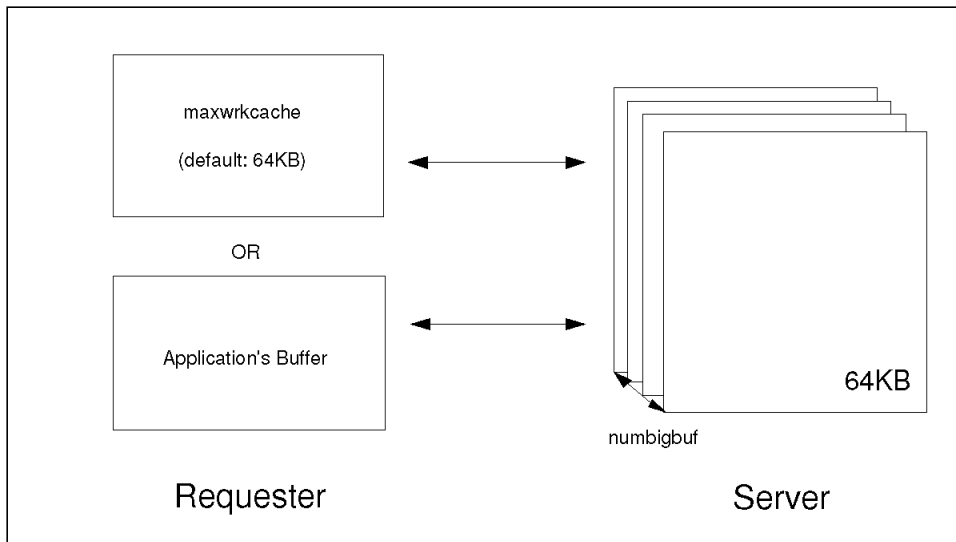 maxwrkcache
(default: 64KB)
OR
Application's Buffer
64KB
numbigbuf
Requester
Server